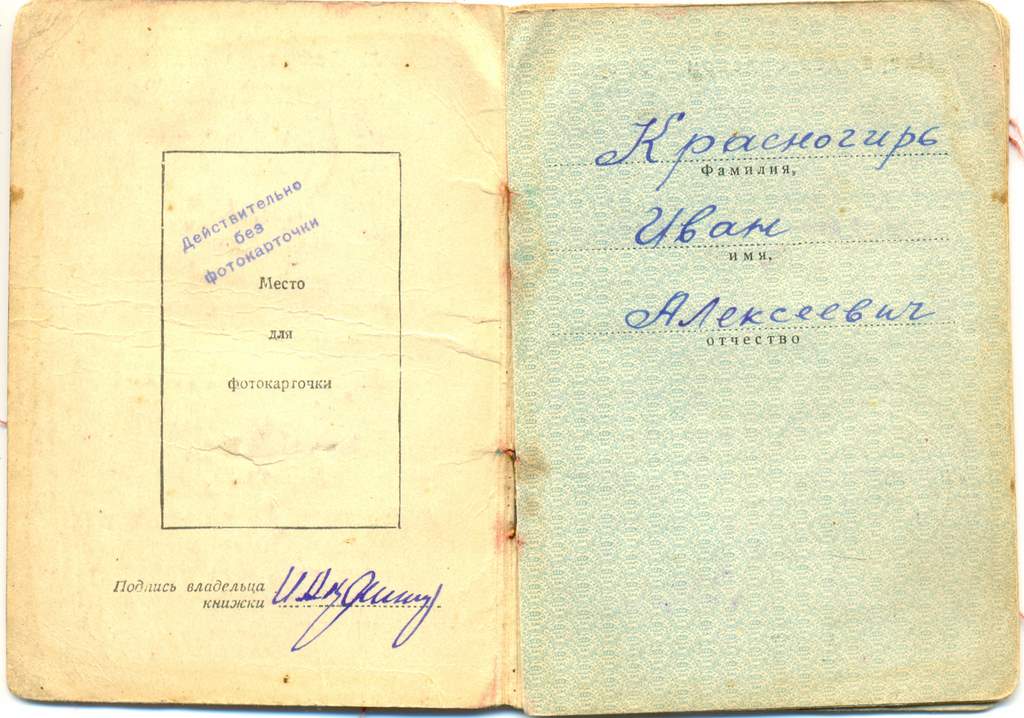 Действительно
без
фотокарточки
Место
для
фотокарточки
Подпись владельца
книжки
Красногирь
Фамилия,
Иван
имя,
Алексеевич
отчество